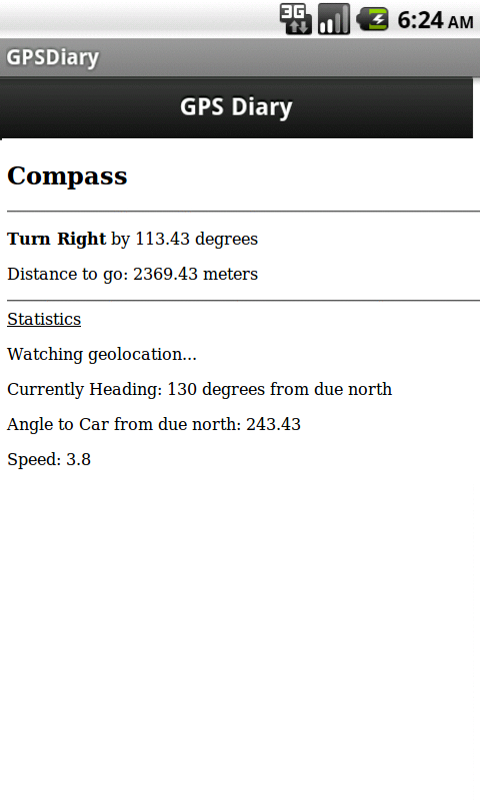 3G 6:24 AM
GPSDiary
GPS Diary
Compass
Turn Right by 113.43 degrees
Distance to go: 2369.43 meters
Statistics
Watching geolocation...
Currently Heading: 130 degrees from due north
Angle to Car from due north: 243.43
Speed: 3.8